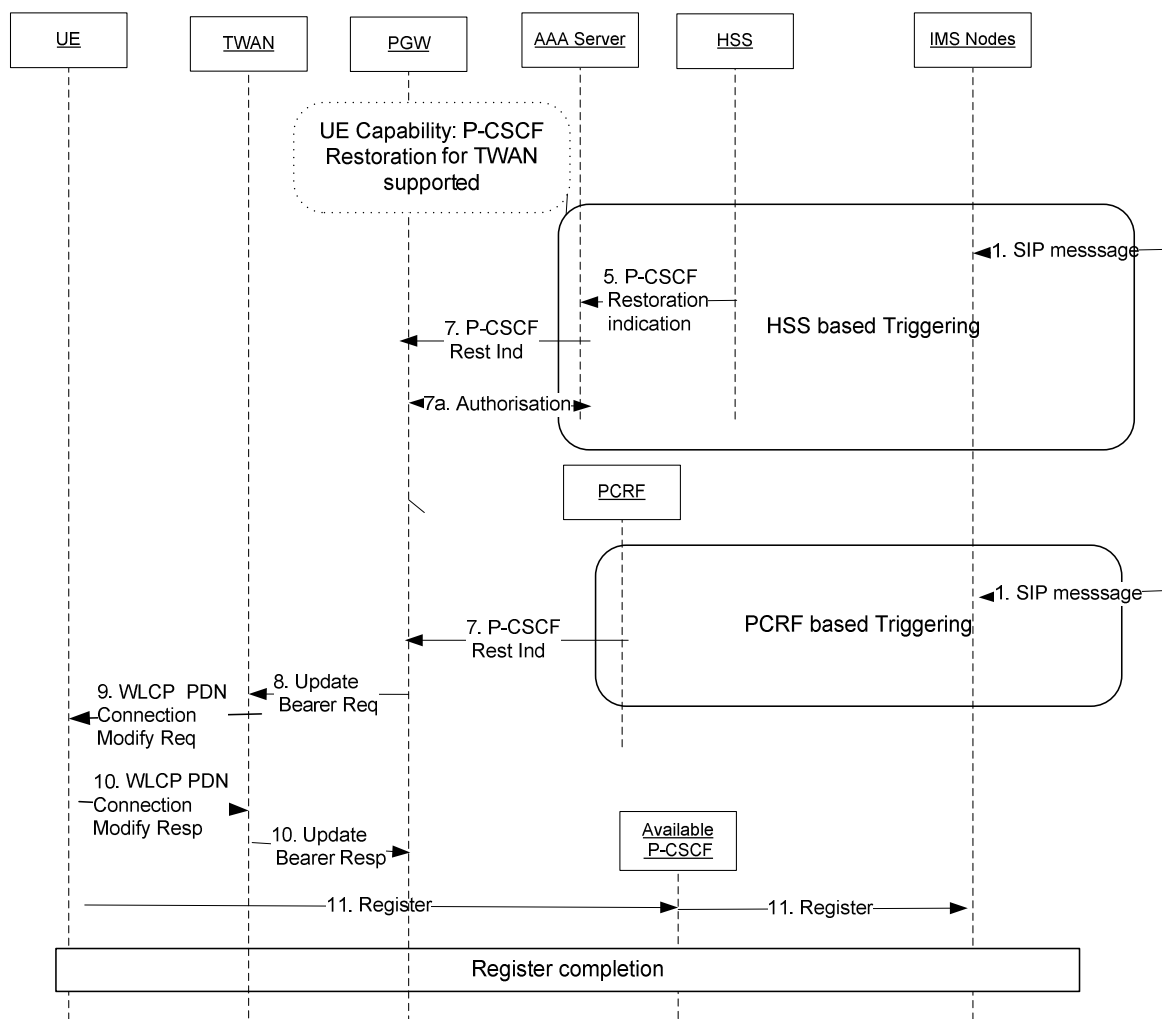 UE
TWAN
PGW
AAA Server
HSS
IMS Nodes
UE Capability: P-CSCF
Restoration for TWAN
supported
1. SIP messsage
5. P-CSCF
Restoration
indication
HSS based Triggering
7. P-CSCF
Rest Ind
7a. Authorisation
PCRF
1. SIP messsage
PCRF based Triggering
7. P-CSCF
Rest Ind
8. Update
Bearer Req
9. WLCP PDN
Connection
Modify Req
10. WLCP PDN
Connection
Modify Resp
10. Update
Bearer Resp
Available
P-CSCF
11. Register
11. Register
Register completion